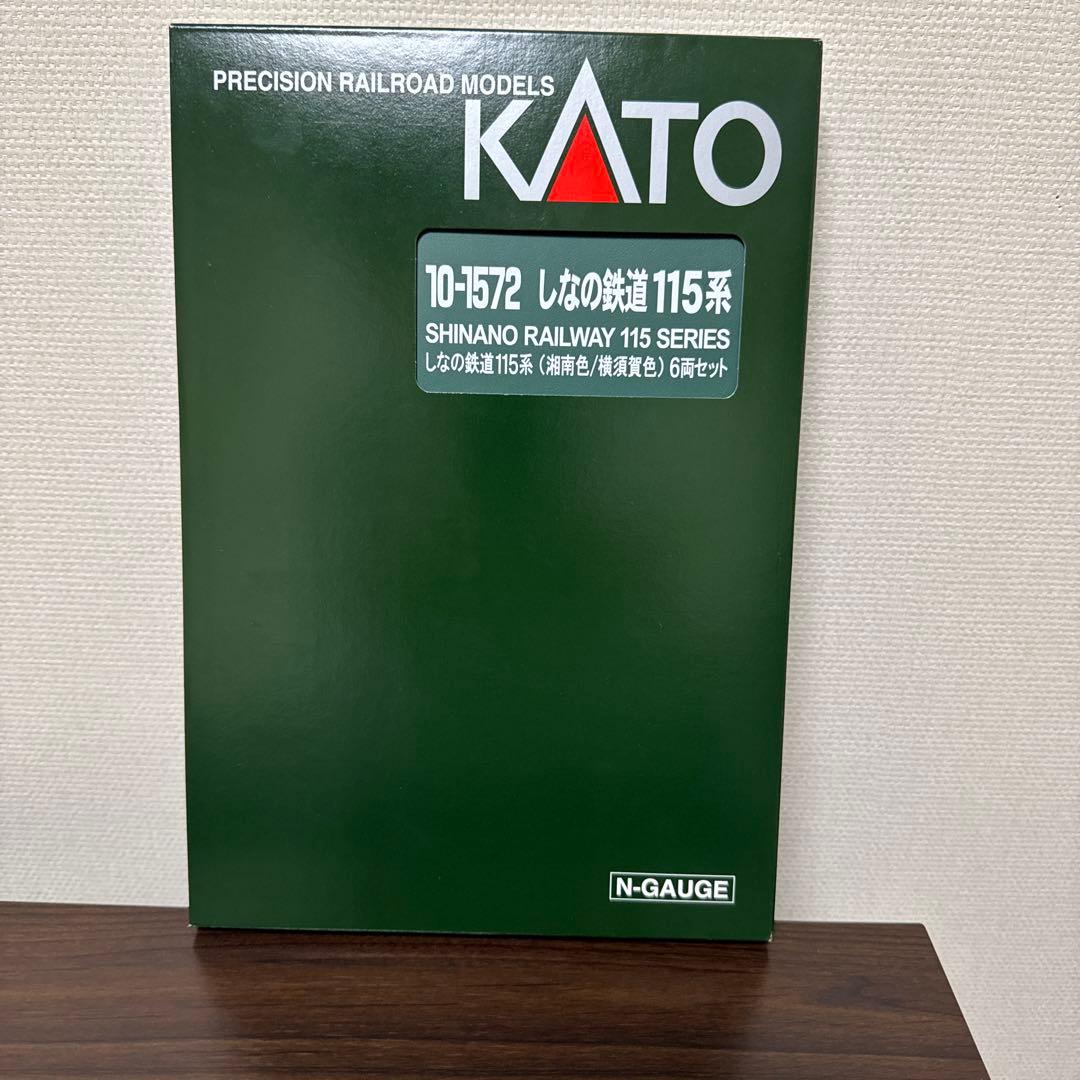 PRECISION RAILROAD MODELS
KATO
10-1572 しなの鉄道115系
SHINANO RAILWAY 115 SERIES
しなの鉄道115系（湘南色/横須賀色）6両セット
N-GAUGE